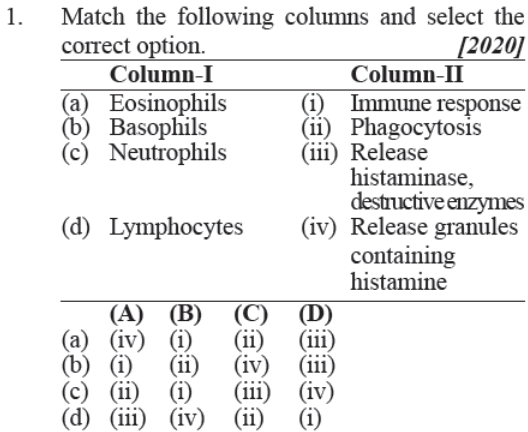 1. Match the following columns and select the
correct option. [2020]
Column-I Column-II
(a) Eosinophils (i) Immune response
(b) Basophils (ii) Phagocytosis
(c) Neutrophils (iii) Release
histaminase,
destructive enzymes
(d) Lymphocytes (iv) Release granules
containing
histamine
(A) (B) (C) (D)
(a) (iv) (i) (ii) (iii)
(b) (i) (ii) (iv) (iii)
(c) (ii) (i) (iii) (iv)
(d) (iii) (iv) (ii) (i)